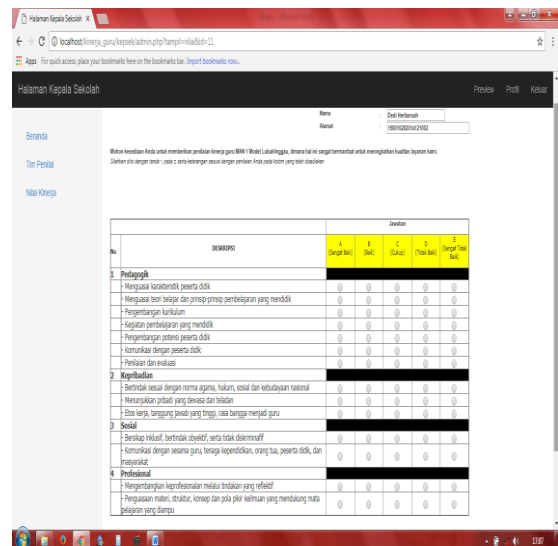 Halaman Kepala Sekolah
localhost/kinerja_guru/kepsek/admin.php?tampil=nilai&id=11
Apps For quick access, place your bookmarks here on the bookmarks bar. Import bookmarks now...
Halaman Kepala Sekolah Preview Profil Keluar
Beranda
Tim Penilai
Nilai Kinerja
Nama : Dedi Heriansah
Alamat :
Mohon kesediaan Anda untuk memberikan penilaian kinerja guru MAN 1 Model Lubuklinggau, dimana hal ini sangat bermanfaat untuk meningkatkan kualitas layanan kami.
Silahkan diisi dengan tanda
pada
serta keterangan sesuai dengan penilaian Anda pada kolom yang telah disediakan
Jawaban
No DESKRIPSI A (Sangat Baik) B (Baik) C (Cukup) D (Tidak Baik) E (Sangat Tidak Baik)
1 Pedagogik
- Menguasai karakteristik peserta didik
- Menguasai teori belajar dan prinsip-prinsip pembelajaran yang mendidik
- Pengembangan kurikulum
- Kegiatan pembelajaran yang mendidik
- Pengembangan potensi peserta didik
- Komunikasi dengan peserta didik
- Penilaian dan evaluasi
2 Kepribadian
- Bertindak sesuai dengan norma agama, hukum, sosial dan kebudayaan nasional
- Menunjukkan pribadi yang dewasa dan teladan
- Etos kerja, tanggung jawab yang tinggi, rasa bangga menjadi guru
3 Sosial
- Bersikap inklusif, bertindak obyektif, serta tidak diskriminatif
- Komunikasi dengan sesama guru, tenaga kependidikan, orang tua, peserta didik, dan
masyarakat
4 Profesional
- Mengembangkan keprofesionalan melalui tindakan yang reflektif
- Penguasaan materi, struktur, konsep dan pola pikir keilmuan yang mendukung mata
pelajaran yang diampu
17:07